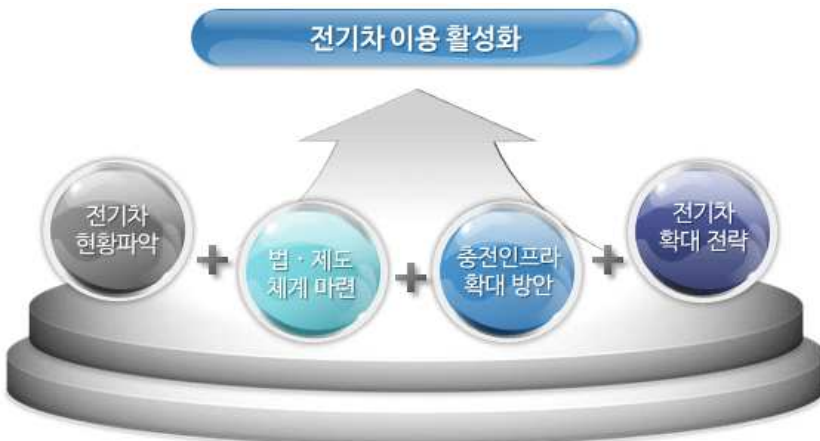 전기차 이용 활성화
전기차
현황파악
법·제도
체계 마련
충전인프라
확대 방안
전기차
확대 전략